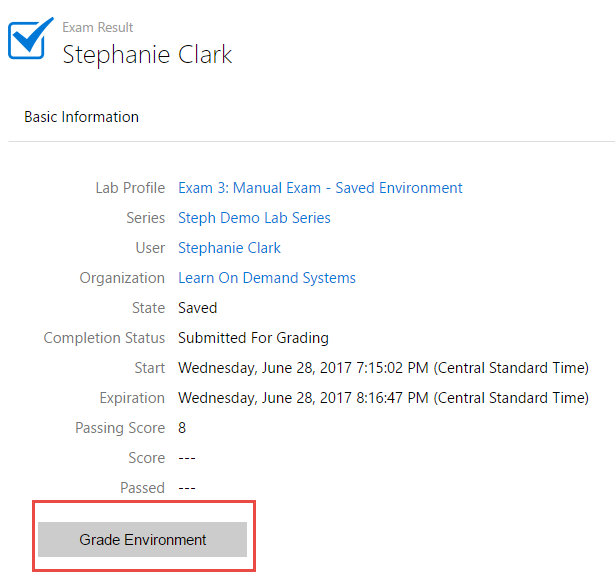 Exam Result
Stephanie Clark
Basic Information
Lab Profile Exam 3: Manual Exam - Saved Environment
Series Steph Demo Lab Series
User Stephanie Clark
Organization Learn On Demand Systems
State Saved
Completion Status Submitted For Grading
Start Wednesday, June 28, 2017 7:15:02 PM (Central Standard Time)
Expiration Wednesday, June 28, 2017 8:16:47 PM (Central Standard Time)
Passing Score 8
Score ---
Passed ---
Grade Environment